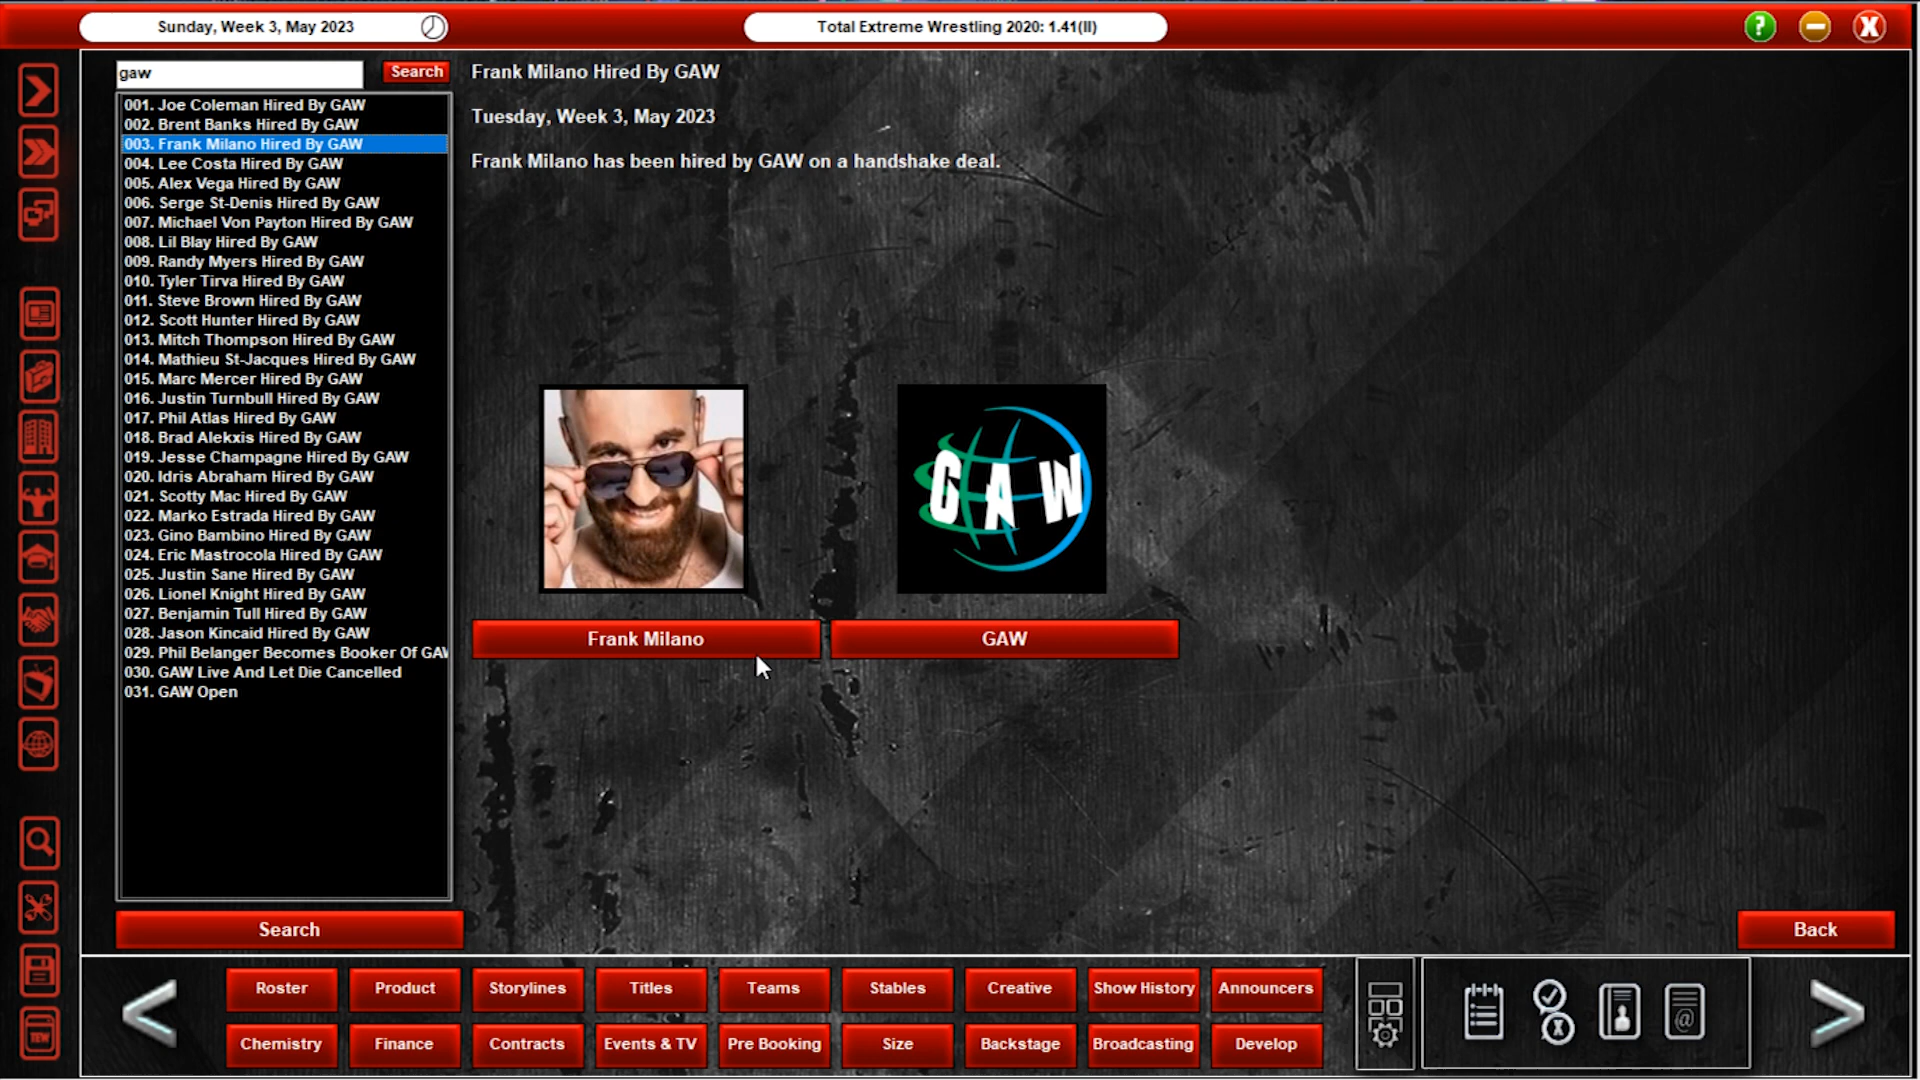 Sunday, Week 3, May 2023
Total Extreme Wrestling 2020: 1.41(II)
?
X
gaw
Search
001. Joe Coleman Hired By GAW
002. Brent Banks Hired By GAW
003. Frank Milano Hired By GAW
004. Lee Costa Hired By GAW
005. Alex Vega Hired By GAW
006. Serge St-Denis Hired By GAW
007. Michael Von Payton Hired By GAW
008. Lil Blay Hired By GAW
009. Randy Myers Hired By GAW
010. Tyler Tirva Hired By GAW
011. Steve Brown Hired By GAW
012. Scott Hunter Hired By GAW
013. Mitch Thompson Hired By GAW
014. Mathieu St-Jacques Hired By GAW
015. Marc Mercer Hired By GAW
016. Justin Turnbull Hired By GAW
017. Phil Atlas Hired By GAW
018. Brad Alekxis Hired By GAW
019. Jesse Champagne Hired By GAW
020. Idris Abraham Hired By GAW
021. Scotty Mac Hired By GAW
022. Marko Estrada Hired By GAW
023. Gino Bambino Hired By GAW
024. Eric Mastrocola Hired By GAW
025. Justin Sane Hired By GAW
026. Lionel Knight Hired By GAW
027. Benjamin Tull Hired By GAW
028. Jason Kincaid Hired By GAW
029. Phil Belanger Becomes Booker Of GAW
030. GAW Live And Let Die Cancelled
031. GAW Open
Search
Frank Milano Hired By GAW
Tuesday, Week 3, May 2023
Frank Milano has been hired by GAW on a handshake deal.
GAW
Frank Milano
GAW
Back
Roster
Product
Storylines
Titles
Teams
Stables
Creative
Show History
Announcers
Chemistry
Finance
Contracts
Events & TV
Pre Booking
Size
Backstage
Broadcasting
Develop
TEW
@